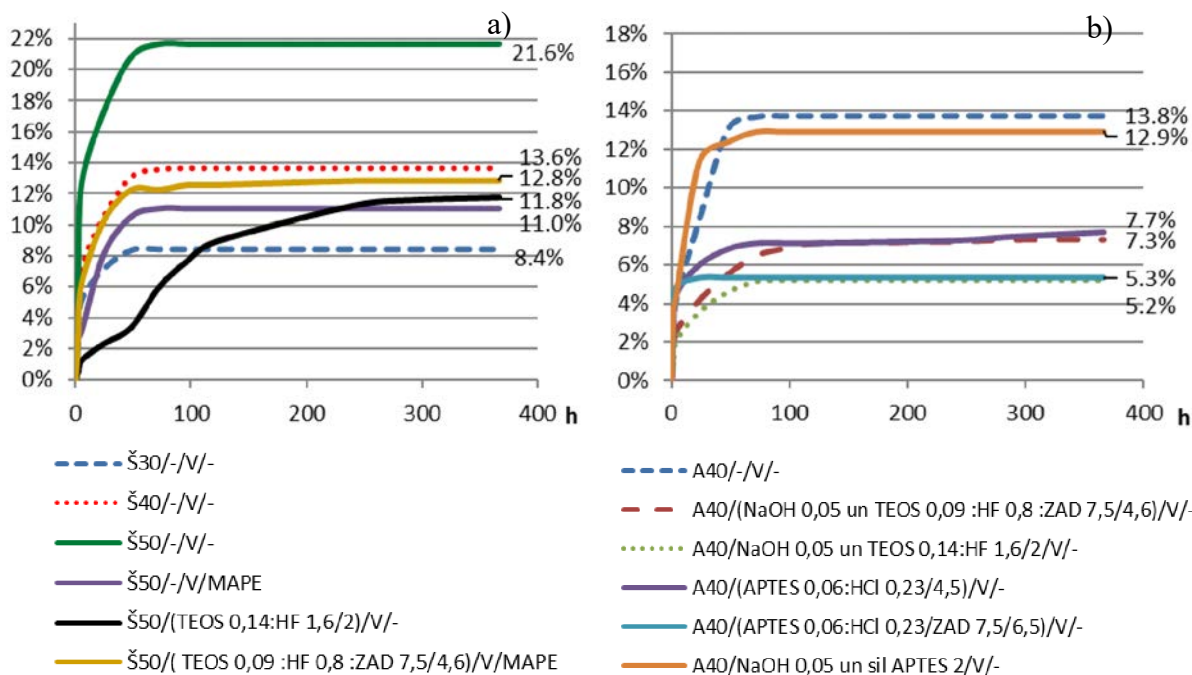 a)
22%
20%
18%
16%
14%
12%
10%
8%
6%
4%
2%
0%
21.6%
13.6%
12.8%
11.8%
11.0%
8.4%
0
100
200
300
400
h
Š30/-/V/-
Š40/-/V/-
Š50/-/V/-
Š50/-/V/MAPE
Š50/(TEOS 0,14:HF 1,6/2)/V/-
Š50/( TEOS 0,09 :HF 0,8 :ZAD 7,5/4,6)/V/MAPE
b)
18%
16%
14%
12%
10%
8%
6%
4%
2%
0%
13.8%
12.9%
7.7%
7.3%
5.3%
5.2%
0
100
200
300
400
h
A40/-/V/-
A40/(NaOH 0,05 un TEOS 0,09 :HF 0,8 :ZAD 7,5/4,6)/V/-
A40/NaOH 0,05 un TEOS 0,14:HF 1,6/2/V/-
A40/(APTES 0,06:HCl 0,23/4,5)/V/-
A40/(APTES 0,06:HCl 0,23/ZAD 7,5/6,5)/V/-
A40/NaOH 0,05 un sil APTES 2/V/-